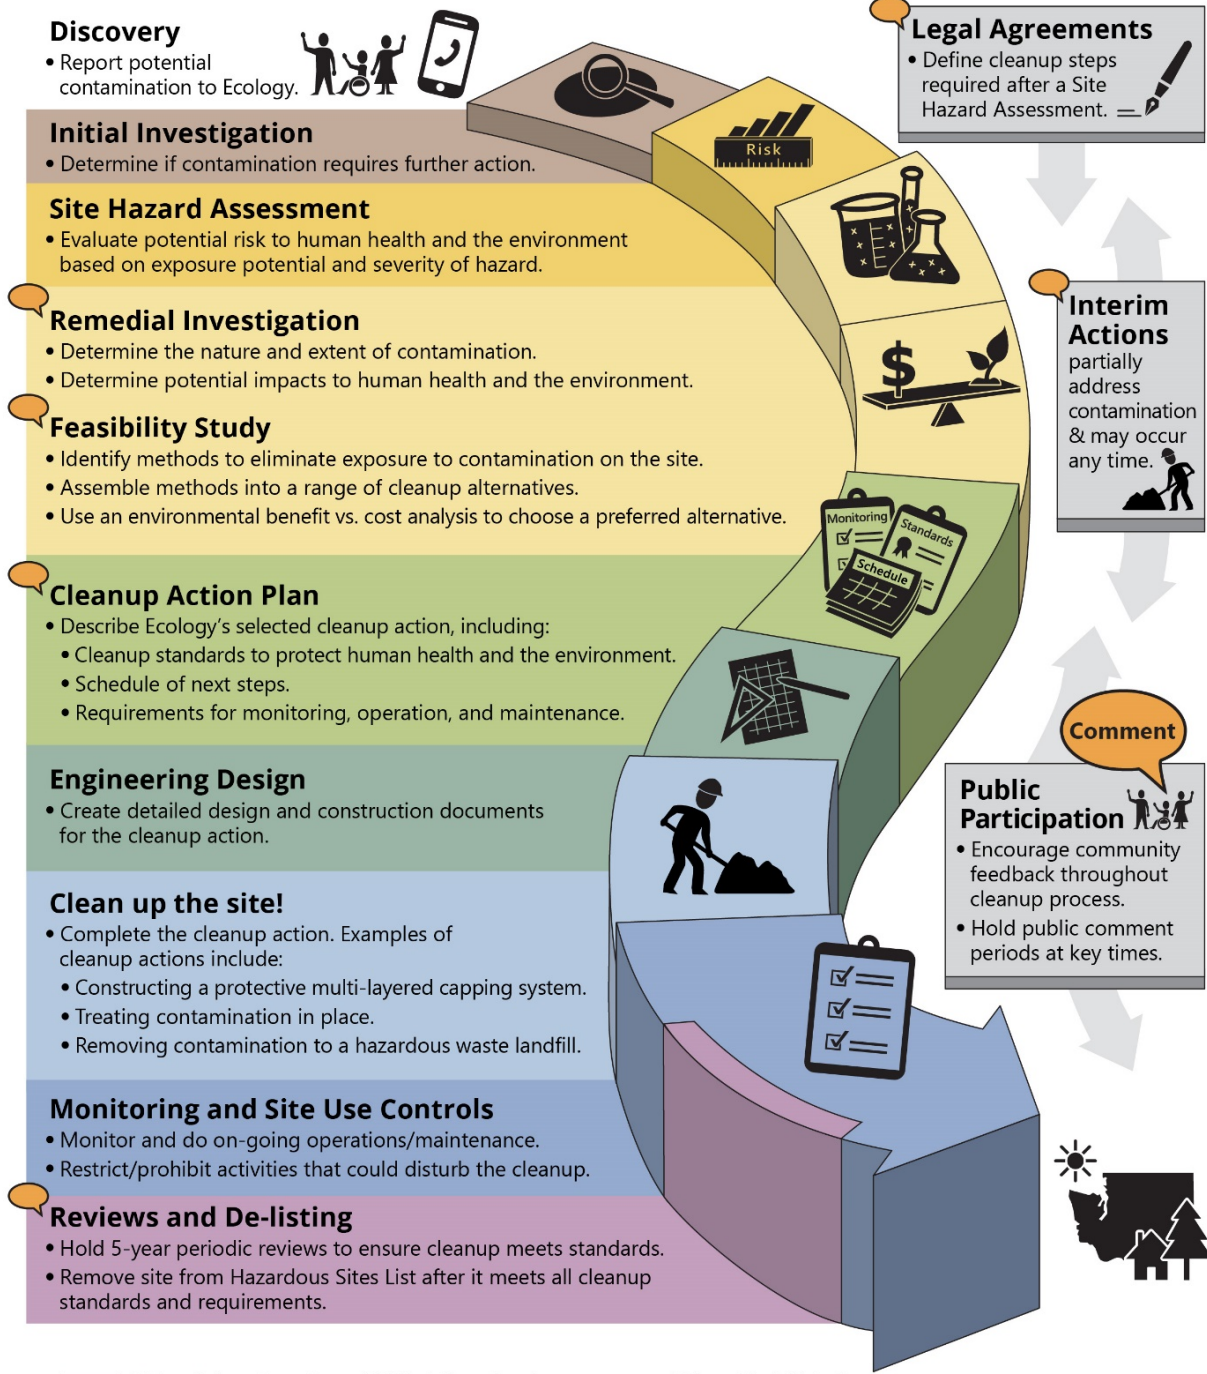 Discovery
• Report potential
contamination to Ecology.
Initial Investigation
• Determine if contamination requires further action.
Site Hazard Assessment
• Evaluate potential risk to human health and the environment
based on exposure potential and severity of hazard.
Remedial Investigation
• Determine the nature and extent of contamination.
• Determine potential impacts to human health and the environment.
Feasibility Study
• Identify methods to eliminate exposure to contamination on the site.
• Assemble methods into a range of cleanup alternatives.
• Use an environmental benefit vs. cost analysis to choose a preferred alternative.
Cleanup Action Plan
• Describe Ecology's selected cleanup action, including:
• Cleanup standards to protect human health and the environment.
• Schedule of next steps.
• Requirements for monitoring, operation, and maintenance.
Engineering Design
• Create detailed design and construction documents
for the cleanup action.
Clean up the site!
• Complete the cleanup action. Examples of
cleanup actions include:
• Constructing a protective multi-layered capping system.
• Treating contamination in place.
• Removing contamination to a hazardous waste landfill.
Monitoring and Site Use Controls
• Monitor and do on-going operations/maintenance.
• Restrict/prohibit activities that could disturb the cleanup.
Reviews and De-listing
• Hold 5-year periodic reviews to ensure cleanup meets standards.
• Remove site from Hazardous Sites List after it meets all cleanup
standards and requirements.
Risk
$
Monitoring
Standards
Schedule
Legal Agreements
• Define cleanup steps
required after a Site
Hazard Assessment.
Interim
Actions
partially
address
contamination
& may occur
any time.
Comment
Public
Participation
• Encourage community
feedback throughout
cleanup process.
• Hold public comment
periods at key times.